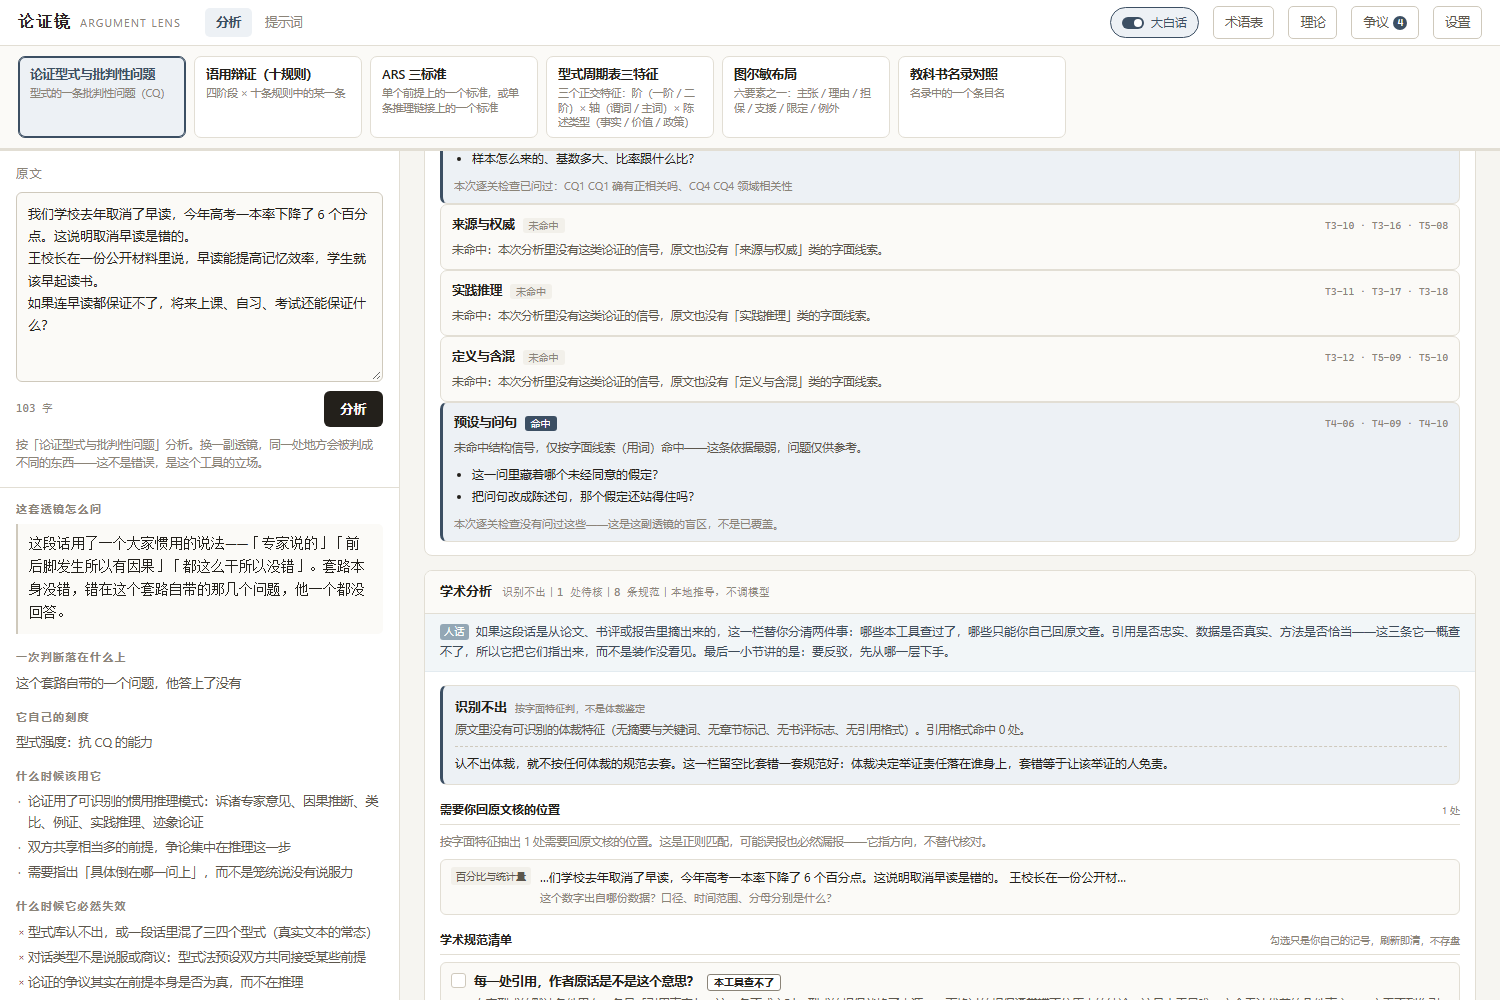 论证镜 ARGUMENT LENS 分析 提示词 大白话 术语表 理论 争议 4 设置
论证型式与批判性问题
型式的一条批判性问题（CQ）
语用辩证（十规则）
四阶段 × 十条规则中的某一条
ARS 三标准
单个前提上的一个标准，或单
条推理链接上的一个标准
型式周期表三特征
三个正交特征：阶（一阶 / 二
阶）× 轴（谓词 / 主词）× 陈
述类型（事实 / 价值 / 政策）
图尔敏布局
六要素之一：主张 / 理由 / 担
保 / 支援 / 限定 / 例外
教科书名录对照
名录中的一个条目名
原文
我们学校去年取消了早读，今年高考一本率下降了 6 个百分
点。这说明取消早读是错的。
王校长在一份公开材料里说，早读能提高记忆效率，学生就
该早起读书。
如果连早读都保证不了，将来上课、自习、考试还能保证什
么？
103 字
分析
按「论证型式与批判性问题」分析。换一副透镜，同一处地方会被判成
不同的东西——这不是错误，是这个工具的立场。
这套透镜怎么问
这段话用了一个大家惯用的说法——「专家说的」「前
后脚发生所以有因果」「都这么干所以没错」。套路本
身没错，错在这个套路自带的那几个问题，他一个都没
回答。
一次判断落在什么上
这个套路自带的一个问题，他答上了没有
它自己的刻度
型式强度：抗 CQ 的能力
什么时候该用它
· 论证用了可识别的惯用推理模式：诉诸专家意见、因果推断、类
比、例证、实践推理、迹象论证
· 双方共享相当多的前提，争论集中在推理这一步
· 需要指出「具体倒在哪一问上」，而不是笼统说没有说服力
什么时候它必然失效
× 型式库认不出，或一段话里混了三四个型式（真实文本的常态）
× 对话类型不是说服或商议：型式法预设双方共同接受某些前提
× 论证的争议其实在前提本身是否为真，而不在推理
• 样本怎么来的、基数多大、比率跟什么比？
本次逐关检查已问过：CQ1 CQ1 确有正相关吗、CQ4 CQ4 领域相关性
来源与权威 未命中 T3-10 · T3-16 · T5-08
未命中：本次分析里没有这类论证的信号，原文也没有「来源与权威」类的字面线索。
实践推理 未命中 T3-11 · T3-17 · T3-18
未命中：本次分析里没有这类论证的信号，原文也没有「实践推理」类的字面线索。
定义与含混 未命中 T3-12 · T5-09 · T5-10
未命中：本次分析里没有这类论证的信号，原文也没有「定义与含混」类的字面线索。
预设与问句 命中 T4-06 · T4-09 · T4-10
未命中结构信号，仅按字面线索（用词）命中——这条依据最弱，问题仅供参考。
• 这一问里藏着哪个未经同意的假定？
• 把问句改成陈述句，那个假定还站得住吗？
本次逐关检查没有问过这些——这是这副透镜的盲区，不是已覆盖。
学术分析 识别不出 | 1 处待核 | 8 条规范 | 本地推导，不调模型
人话 如果这段话是从论文、书评或报告里摘出来的，这一栏替你分清两件事：哪些本工具查过了，哪些只能你自己回原文查。引用是否忠实、数据是否真实、方法是否恰当——这三条它一概查
不了，所以它把它们指出来，而不是装作没看见。最后一小节讲的是：要反驳，先从哪一层下手。
识别不出 按字面特征判，不是体裁鉴定
原文里没有可识别的体裁特征（无摘要与关键词、无章节标记、无书评标志、无引用格式）。引用格式命中 0 处。
认不出体裁，就不按任何体裁的规范去套。这一栏留空比套错一套规范好：体裁决定举证责任落在谁身上，套错等于让该举证的人免责。
需要你回原文核的位置 1 处
按字面特征抽出 1 处需要回原文核的位置。这是正则匹配，可能误报也必然漏报——它指方向，不替代核对。
百分比与统计量 …们学校去年取消了早读，今年高考一本率下降了 6 个百分点。这说明取消早读是错的。 王校长在一份公开材…
这个数字出自哪份数据？口径、时间范围、分母分别是什么？
学术规范清单 勾选只是你自己的记号，刷新即清，不存盘
每一处引用，作者原话是不是这个意思？ 本工具查不了